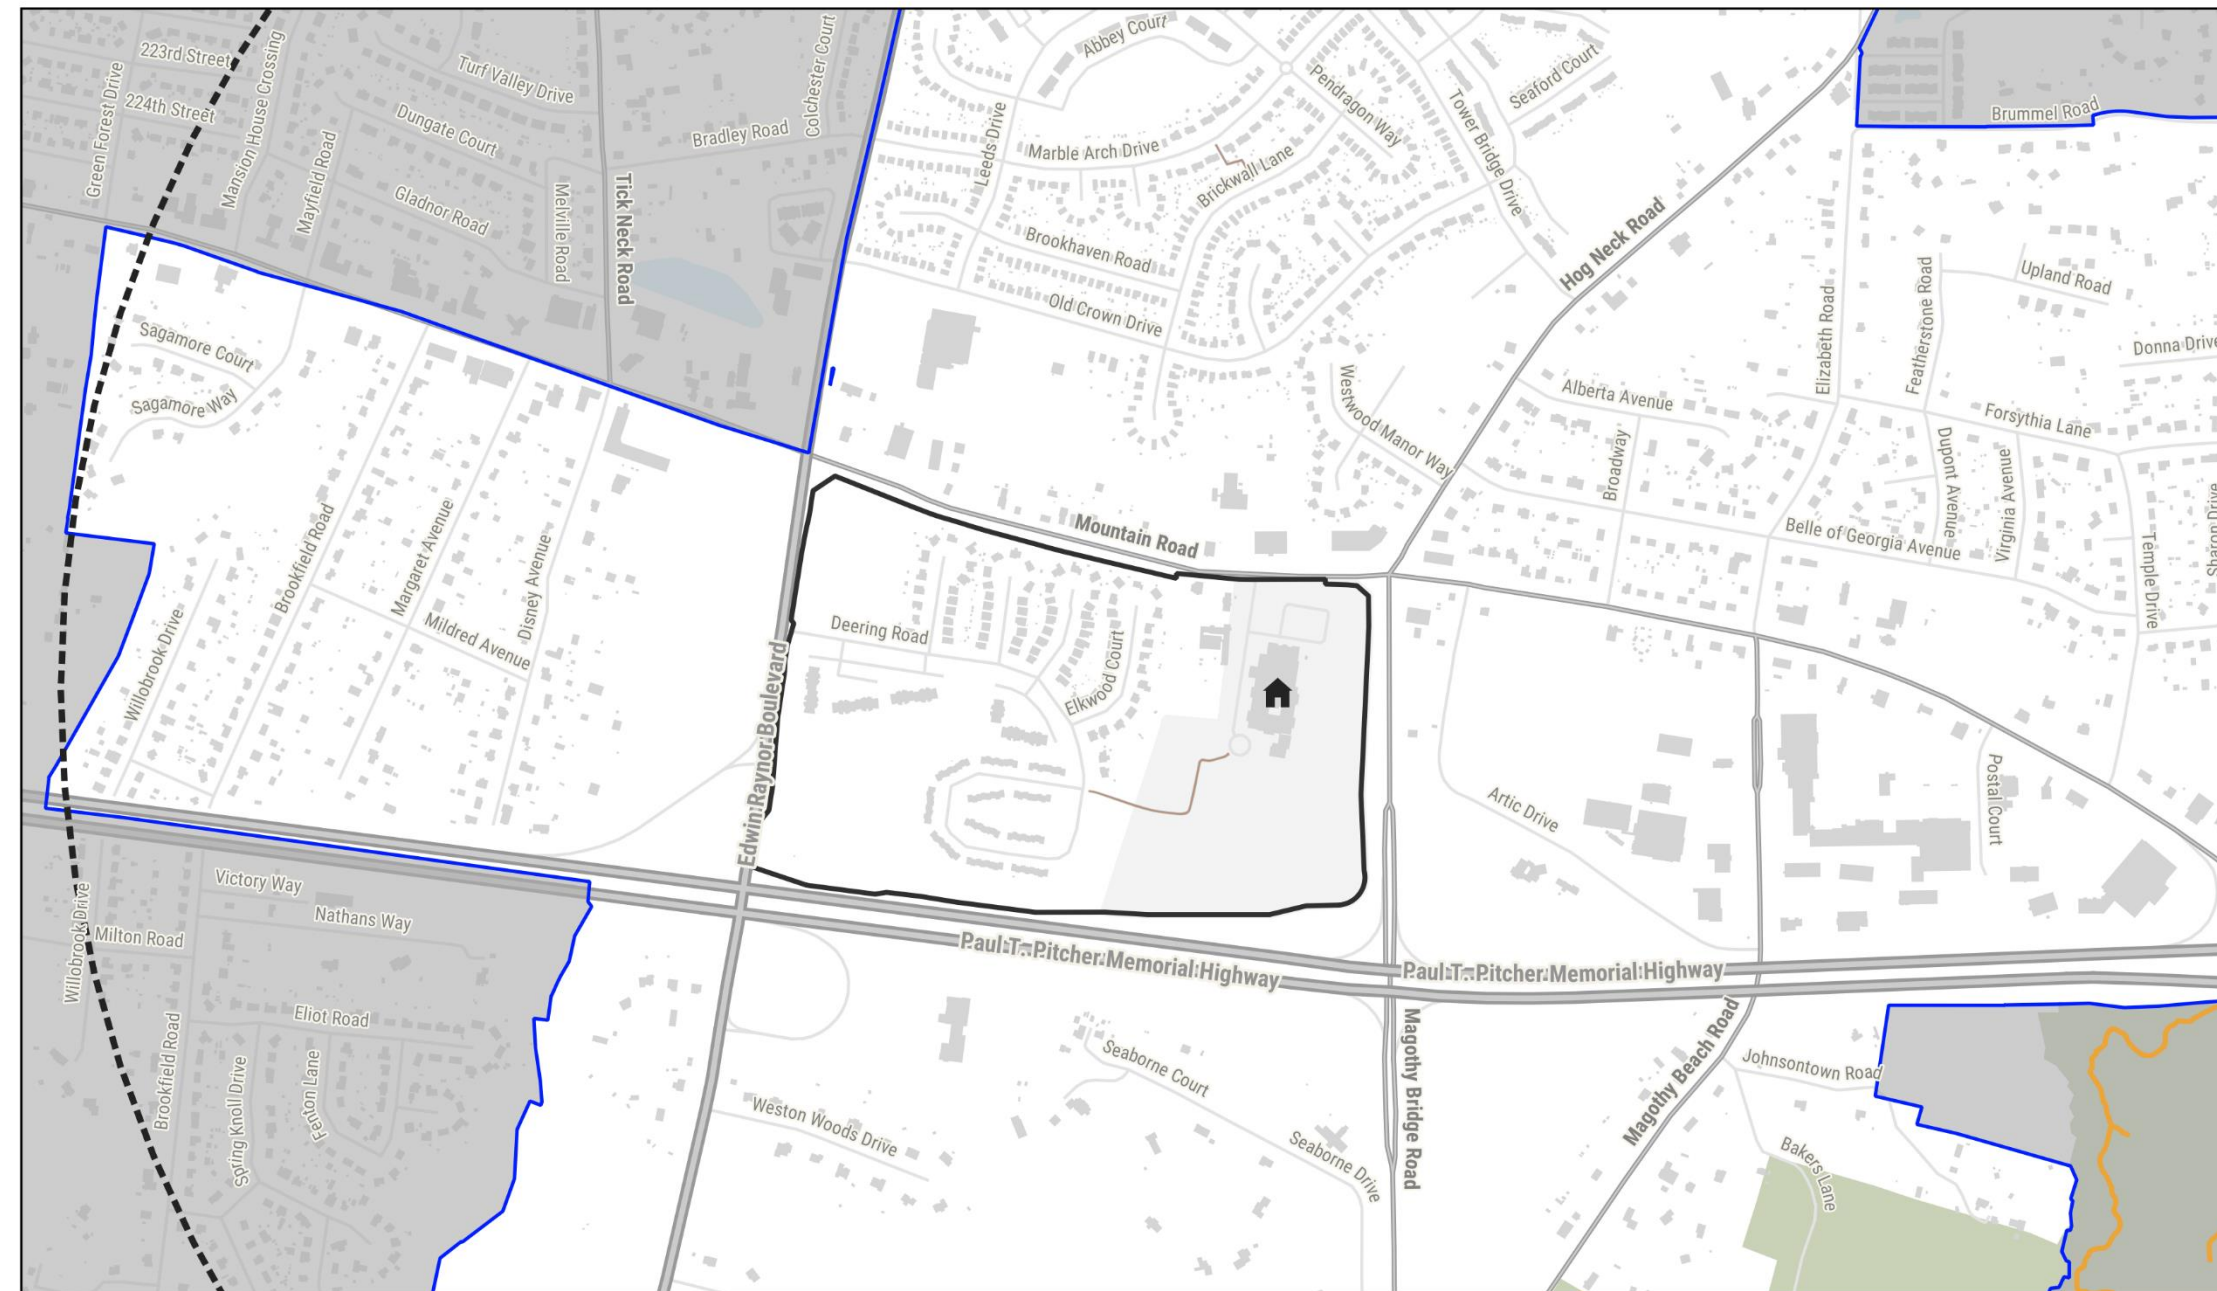 223rd Street
224th Street
Green Forest Drive
Mansion House Crossing
Mayfield Road
Turf Valley Drive
Dungate Court
Gladnor Road
Melville Road
Tick Neck Road
Bradley Road
Colchester Court
Abbey Court
Leeds Drive
Marble Arch Drive
Brickwall Lane
Pendragon Way
Tower Bridge Drive
Seaford Court
Brookhaven Road
Old Crown Drive
Hog Neck Road
Brummel Road
Elizabeth Road
Featherstone Road
Upland Road
Donna Drive
Sagamore Court
Sagamore Way
Westwood Manor Way
Alberta Avenue
Broadway
Forsythia Lane
Dupont Avenue
Virginia Avenue
Belle of Georgia Avenue
Temple Drive
Sharon Drive
Mountain Road
Willobrook Drive
Brookfield Road
Margaret Avenue
Mildred Avenue
Disney Avenue
Deering Road
Elkwood Court
Edwin Raynor Boulevard
Artic Drive
Postal Court
Victory Way
Nathans Way
Willobrook Drive
Milton Road
Paul T. Pitcher Memorial Highway
Paul T. Pitcher Memorial Highway
Eliot Road
Brookfield Road
Spring Knoll Drive
Fenton Lane
Weston Woods Drive
Seaborne Court
Seaborne Drive
Magothy Bridge Road
Magothy Beach Road
Johnsontown Road
Bakers Lane